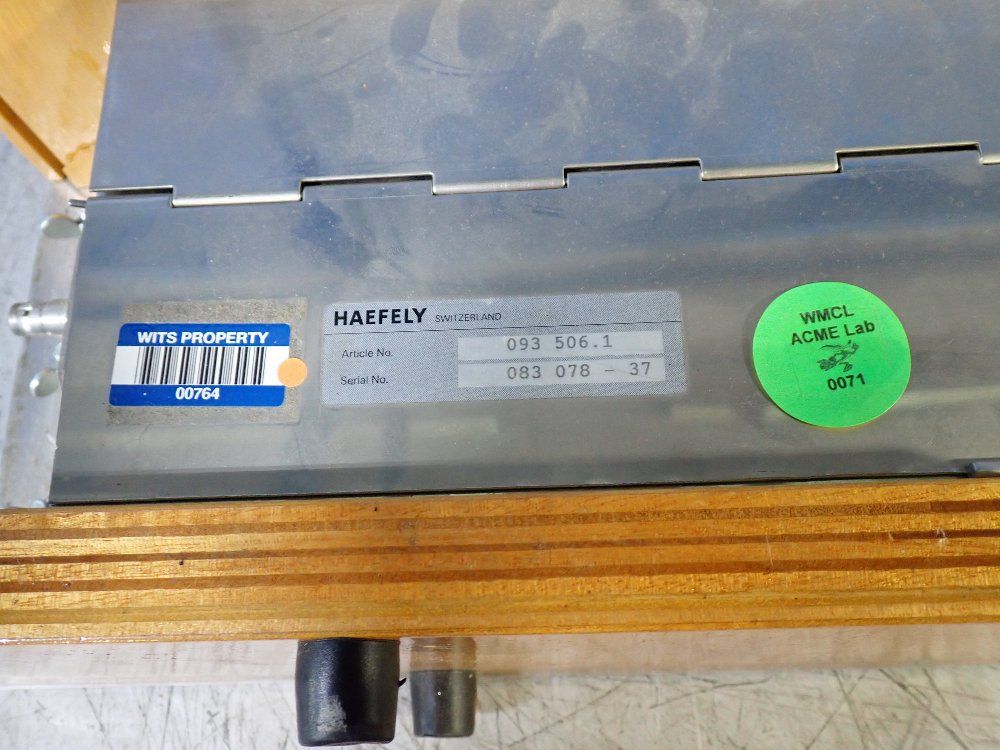 WITS PROPERTY
00764
HAEFELY SWITZERLAND
Article No. 093 506.1
Serial No. 083 078 - 37
WMCL
ACME Lab
0071